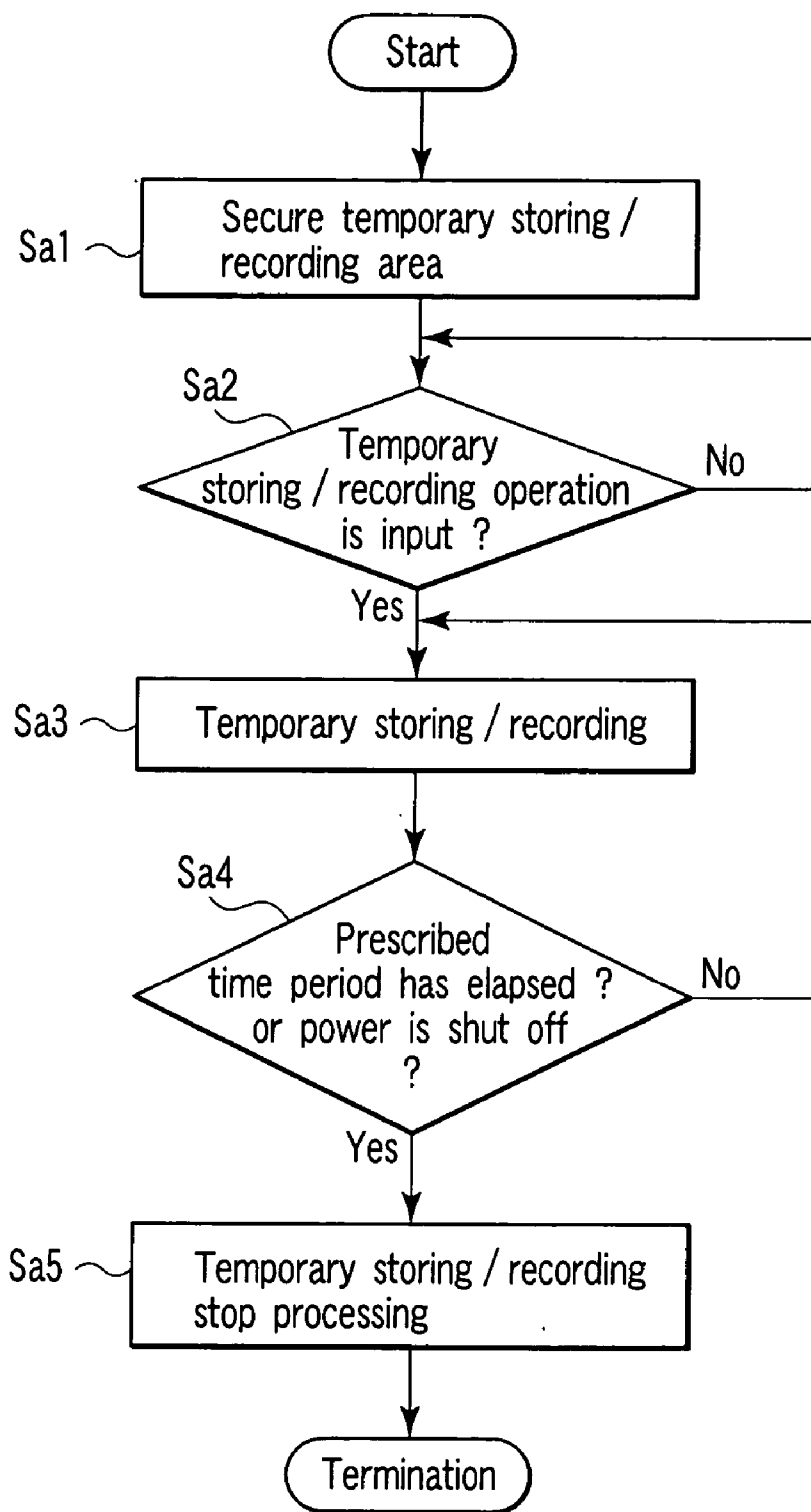 Start
Sa1
Secure temporary storing /
recording area
Sa2
Temporary
storing / recording operation
is input ?
No
Yes
Sa3
Temporary storing / recording
Sa4
Prescribed
time period has elapsed ?
or power is shut off
?
No
Yes
Sa5
Temporary storing / recording
stop processing
Termination